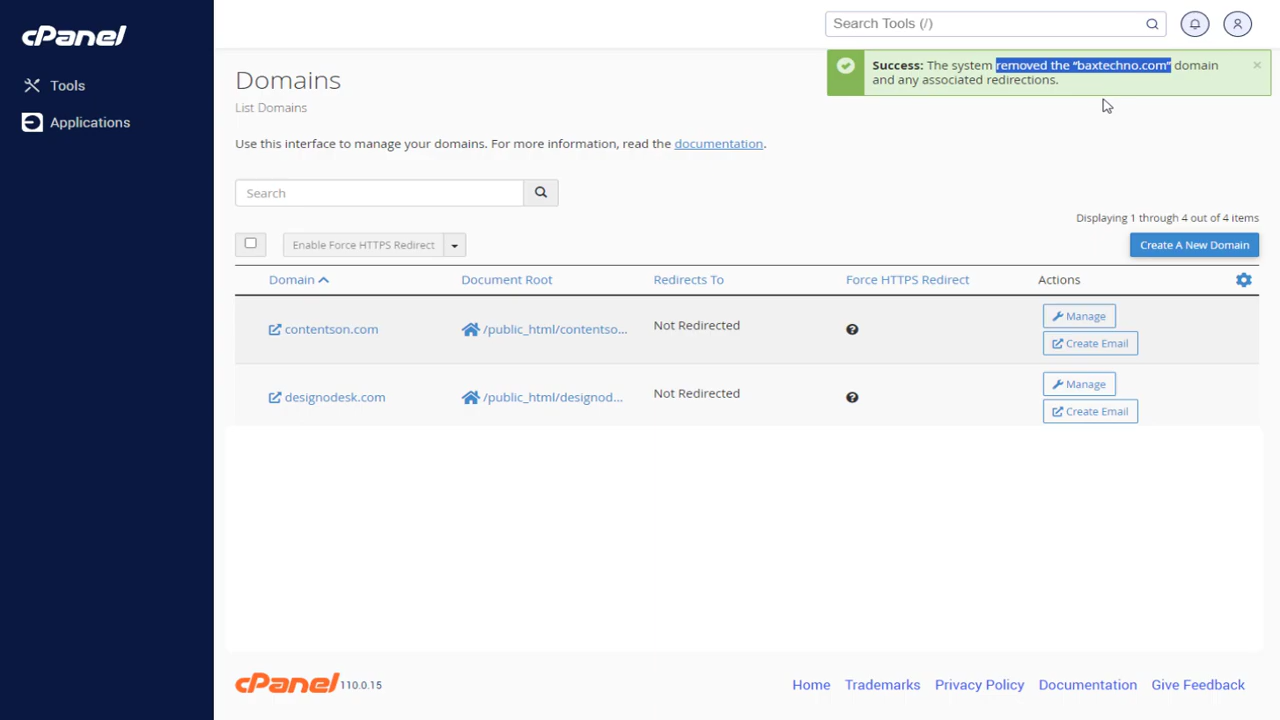 cPanel
Search Tools (/)
Tools
Applications
Success: The system removed the "baxtechno.com" domain
and any associated redirections.
×
Domains
List Domains
Use this interface to manage your domains. For more information, read the documentation.
Search
Displaying 1 through 4 out of 4 items
Enable Force HTTPS Redirect
Create A New Domain
Domain Document Root Redirects To Force HTTPS Redirect Actions
contentson.com /public_html/contentso... Not Redirected Manage
Create Email
designodesk.com /public_html/designod... Not Redirected Manage
Create Email
cPanel 110.0.15 Home Trademarks Privacy Policy Documentation Give Feedback